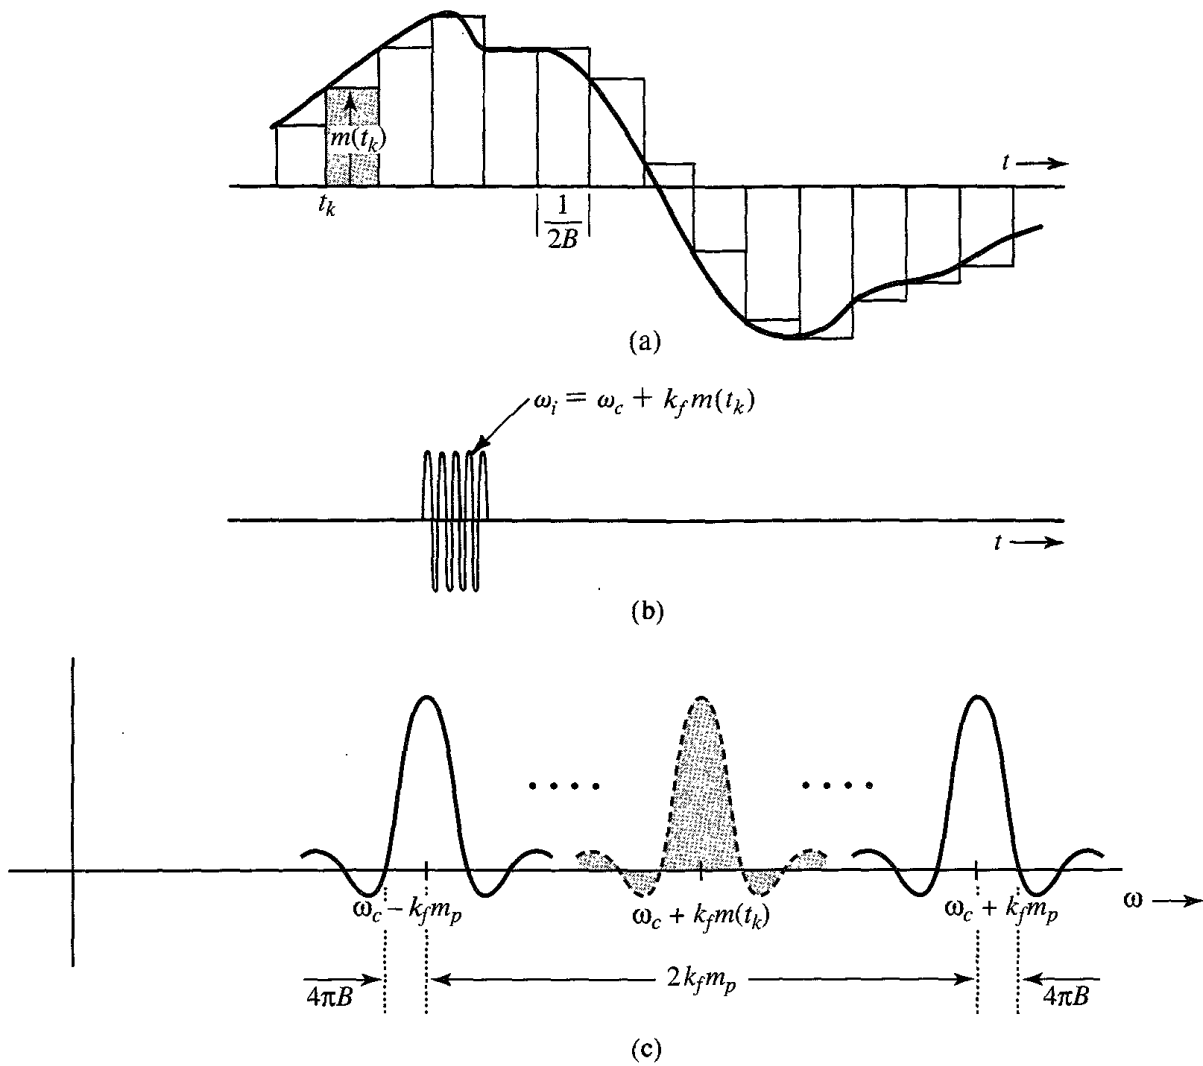 t
m(t_k)
t_k
1
2B
(a)
ω_i = ω_c + k_f m(t_k)
t
(b)
. . . .
. . . .
ω_c – k_f m_p
ω_c + k_f m(t_k)
ω_c + k_f m_p
ω
4πB
2k_f m_p
4πB
(c)